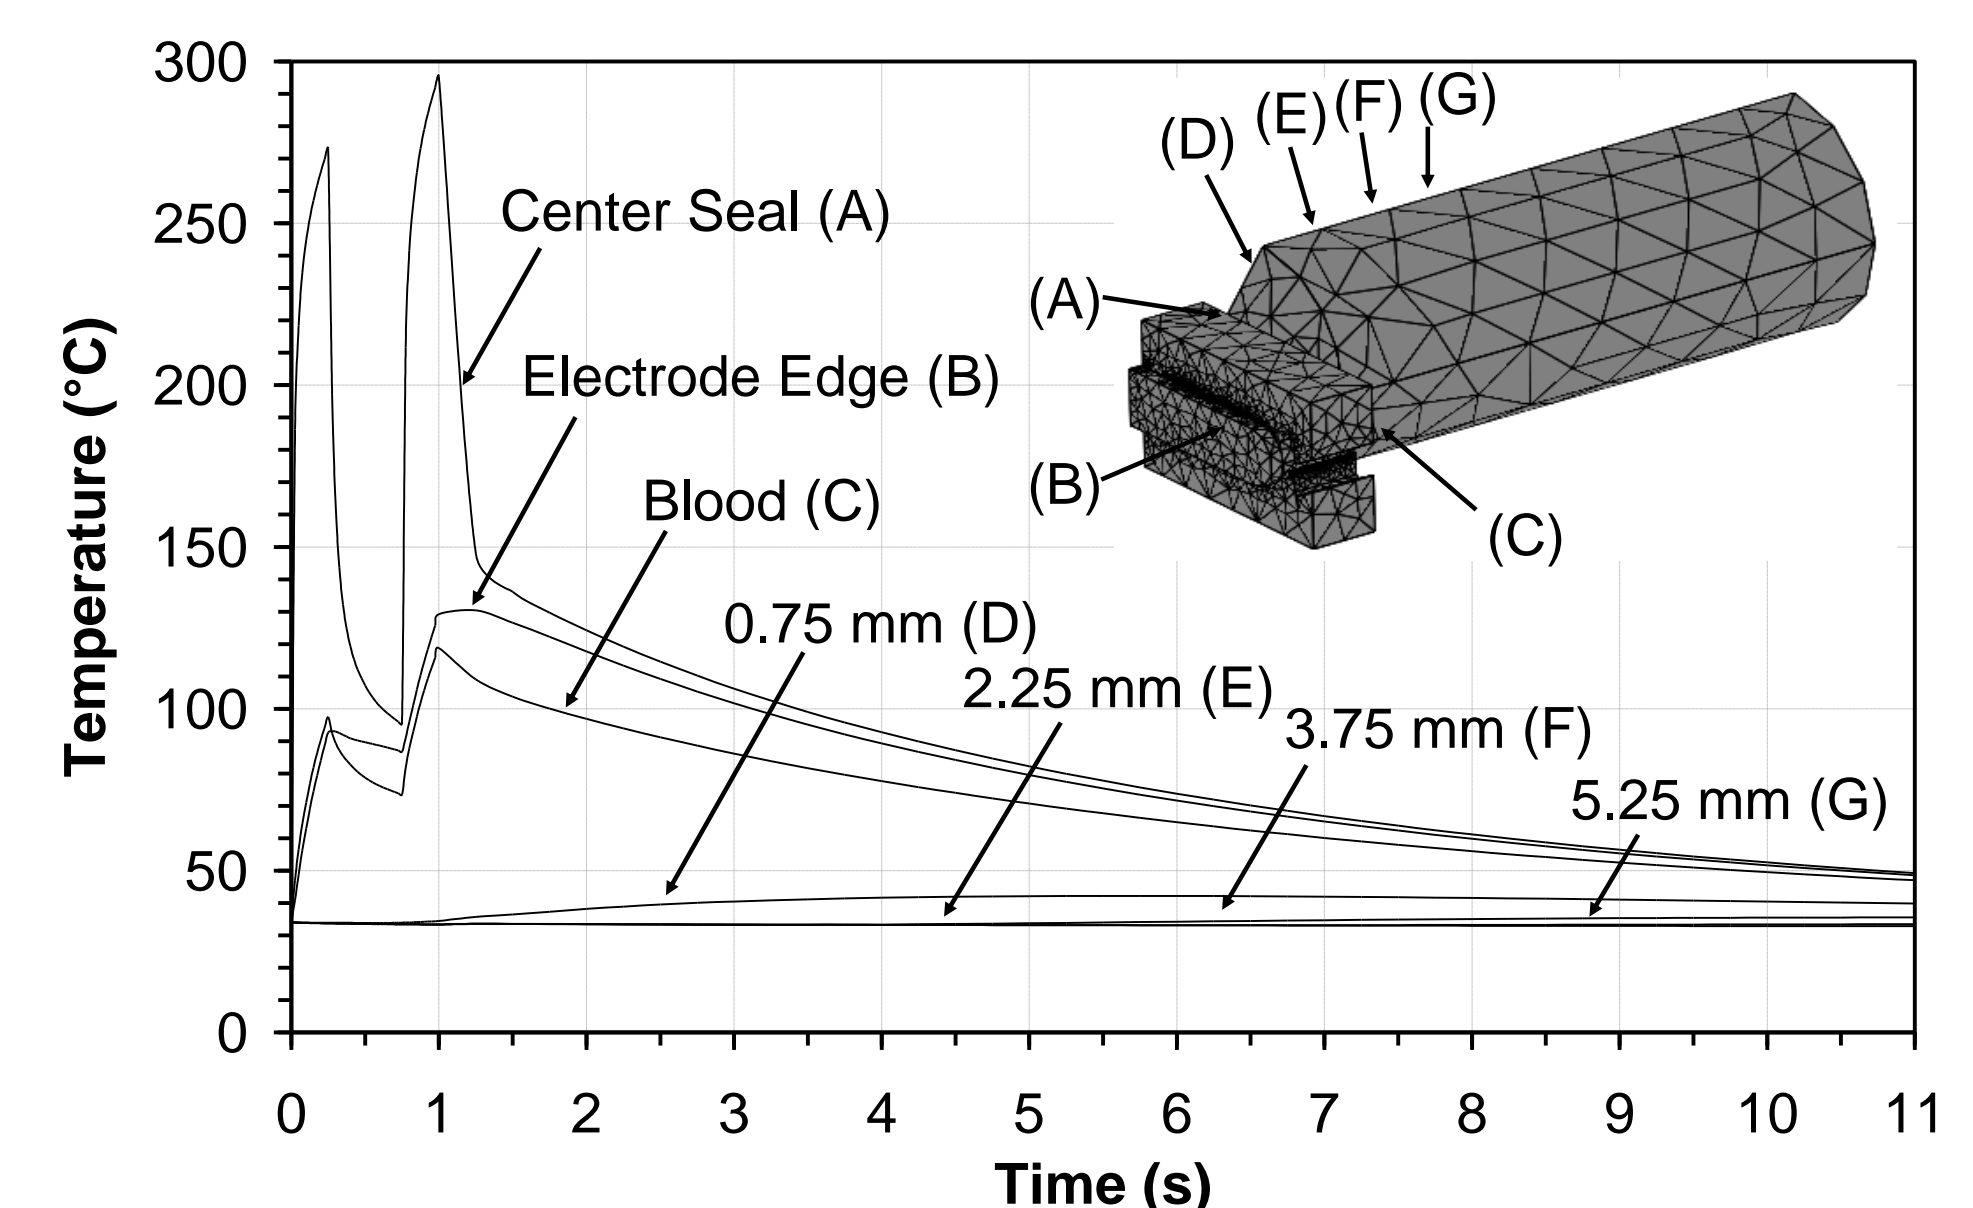 300
250
200
150
100
50
0
Temperature (°C)
(D)
(E)
(F)
(G)
(A)
(B)
(C)
Center Seal (A)
Electrode Edge (B)
Blood (C)
0.75 mm (D)
2.25 mm (E)
3.75 mm (F)
5.25 mm (G)
0 1 2 3 4 5 6 7 8 9 10 11
Time (s)